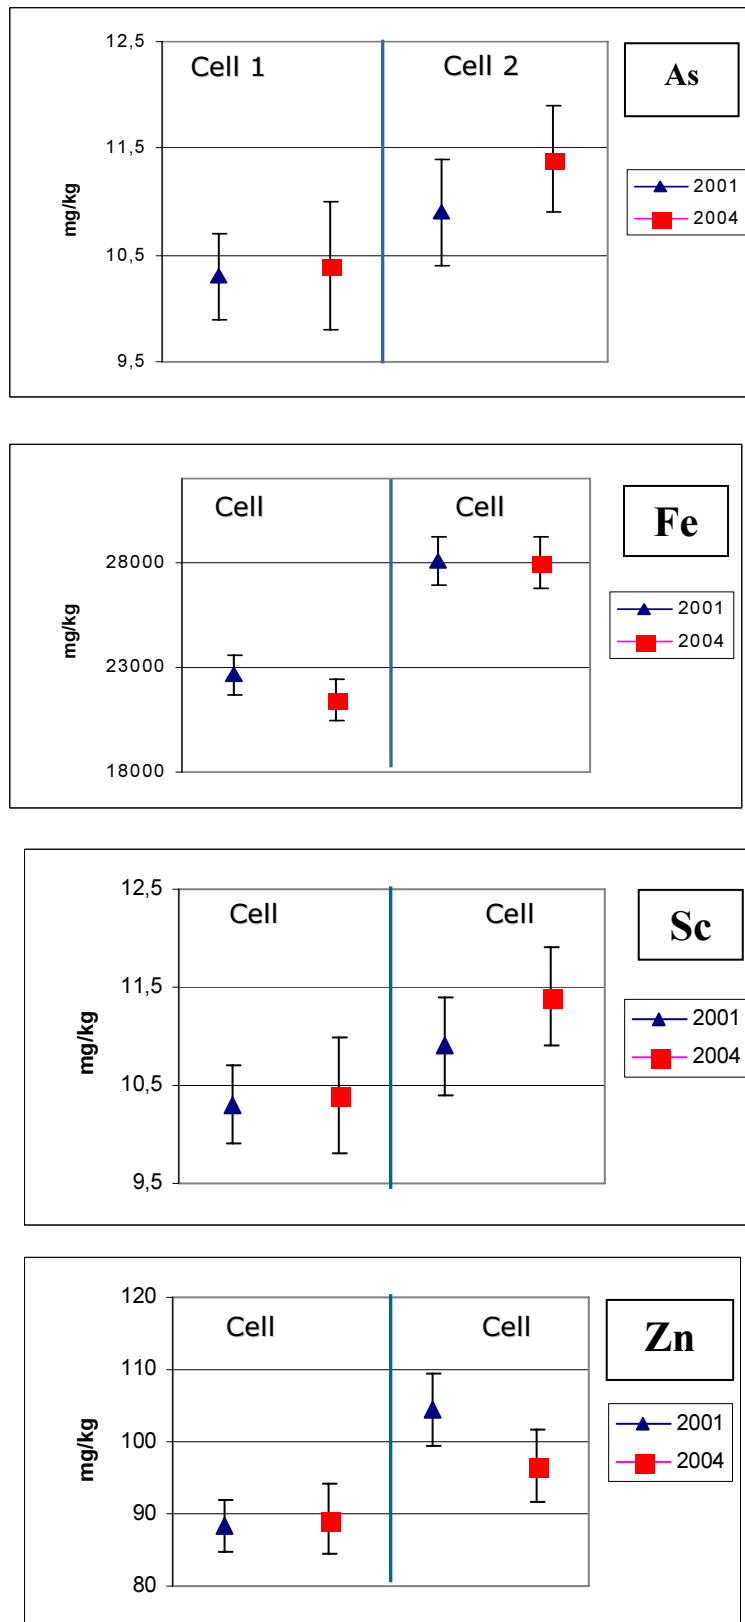 12,5
Cell 1
Cell 2
As
11,5
mg/kg
2001
2004
10,5
9,5
Cell
Cell
Fe
28000
mg/kg
2001
2004
23000
18000
12,5
Cell
Cell
Sc
11,5
mg/kg
2001
2004
10,5
9,5
120
Cell
Cell
Zn
110
mg/kg
2001
100
2004
90
80